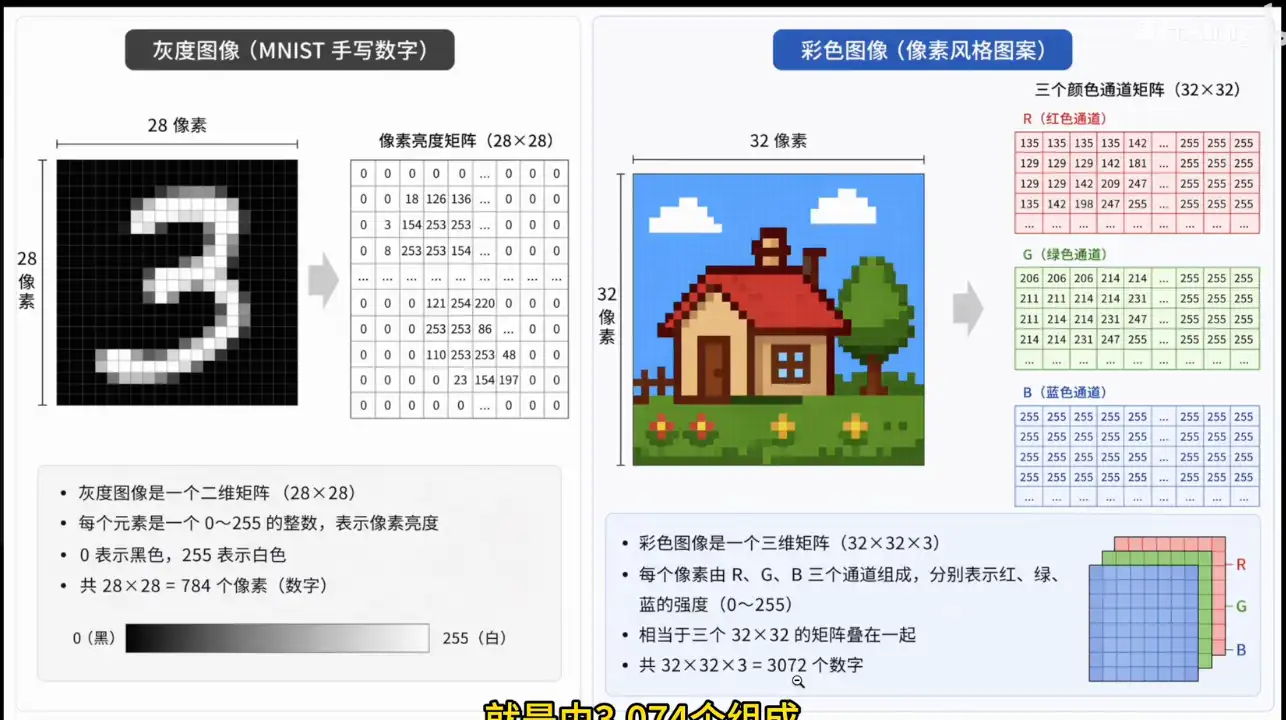 灰度图像（MNIST 手写数字）
28 像素
28
像
素
像素亮度矩阵（28×28）
0 0 0 0 0 ... 0 0 0
0 0 18 126 136 ... 0 0 0
0 3 154 253 253 ... 0 0 0
0 8 253 253 154 ... 0 0 0
... ... ... ... ... ... ... ... ...
0 0 0 121 254 220 0 0 0
0 0 0 253 253 86 ... 0 0
0 0 0 110 253 253 48 0 0
0 0 0 0 23 154 197 0 0
0 0 0 0 0 ... 0 0 0
• 灰度图像是一个二维矩阵（28×28）
• 每个元素是一个 0～255 的整数，表示像素亮度
• 0 表示黑色，255 表示白色
• 共 28×28 = 784 个像素（数字）
0（黑）
255（白）
彩色图像（像素风格图案）
32 像素
32
像
素
三个颜色通道矩阵（32×32）
R（红色通道）
135 135 135 135 142 ... 255 255 255
129 129 129 142 181 ... 255 255 255
129 129 142 209 247 ... 255 255 255
135 142 198 247 255 ... 255 255 255
... ... ... ... ... ... ... ... ...
G（绿色通道）
206 206 206 214 214 ... 255 255 255
211 211 214 214 231 ... 255 255 255
211 214 214 231 247 ... 255 255 255
214 214 231 247 255 ... 255 255 255
... ... ... ... ... ... ... ... ...
B（蓝色通道）
255 255 255 255 255 ... 255 255 255
255 255 255 255 255 ... 255 255 255
255 255 255 255 255 ... 255 255 255
255 255 255 255 255 ... 255 255 255
... ... ... ... ... ... ... ... ...
• 彩色图像是一个三维矩阵（32×32×3）
• 每个像素由 R、G、B 三个通道组成，分别表示红、绿、
蓝的强度（0～255）
• 相当于三个 32×32 的矩阵叠在一起
• 共 32×32×3 = 3072 个数字
R
G
B
就是由3,074个组成